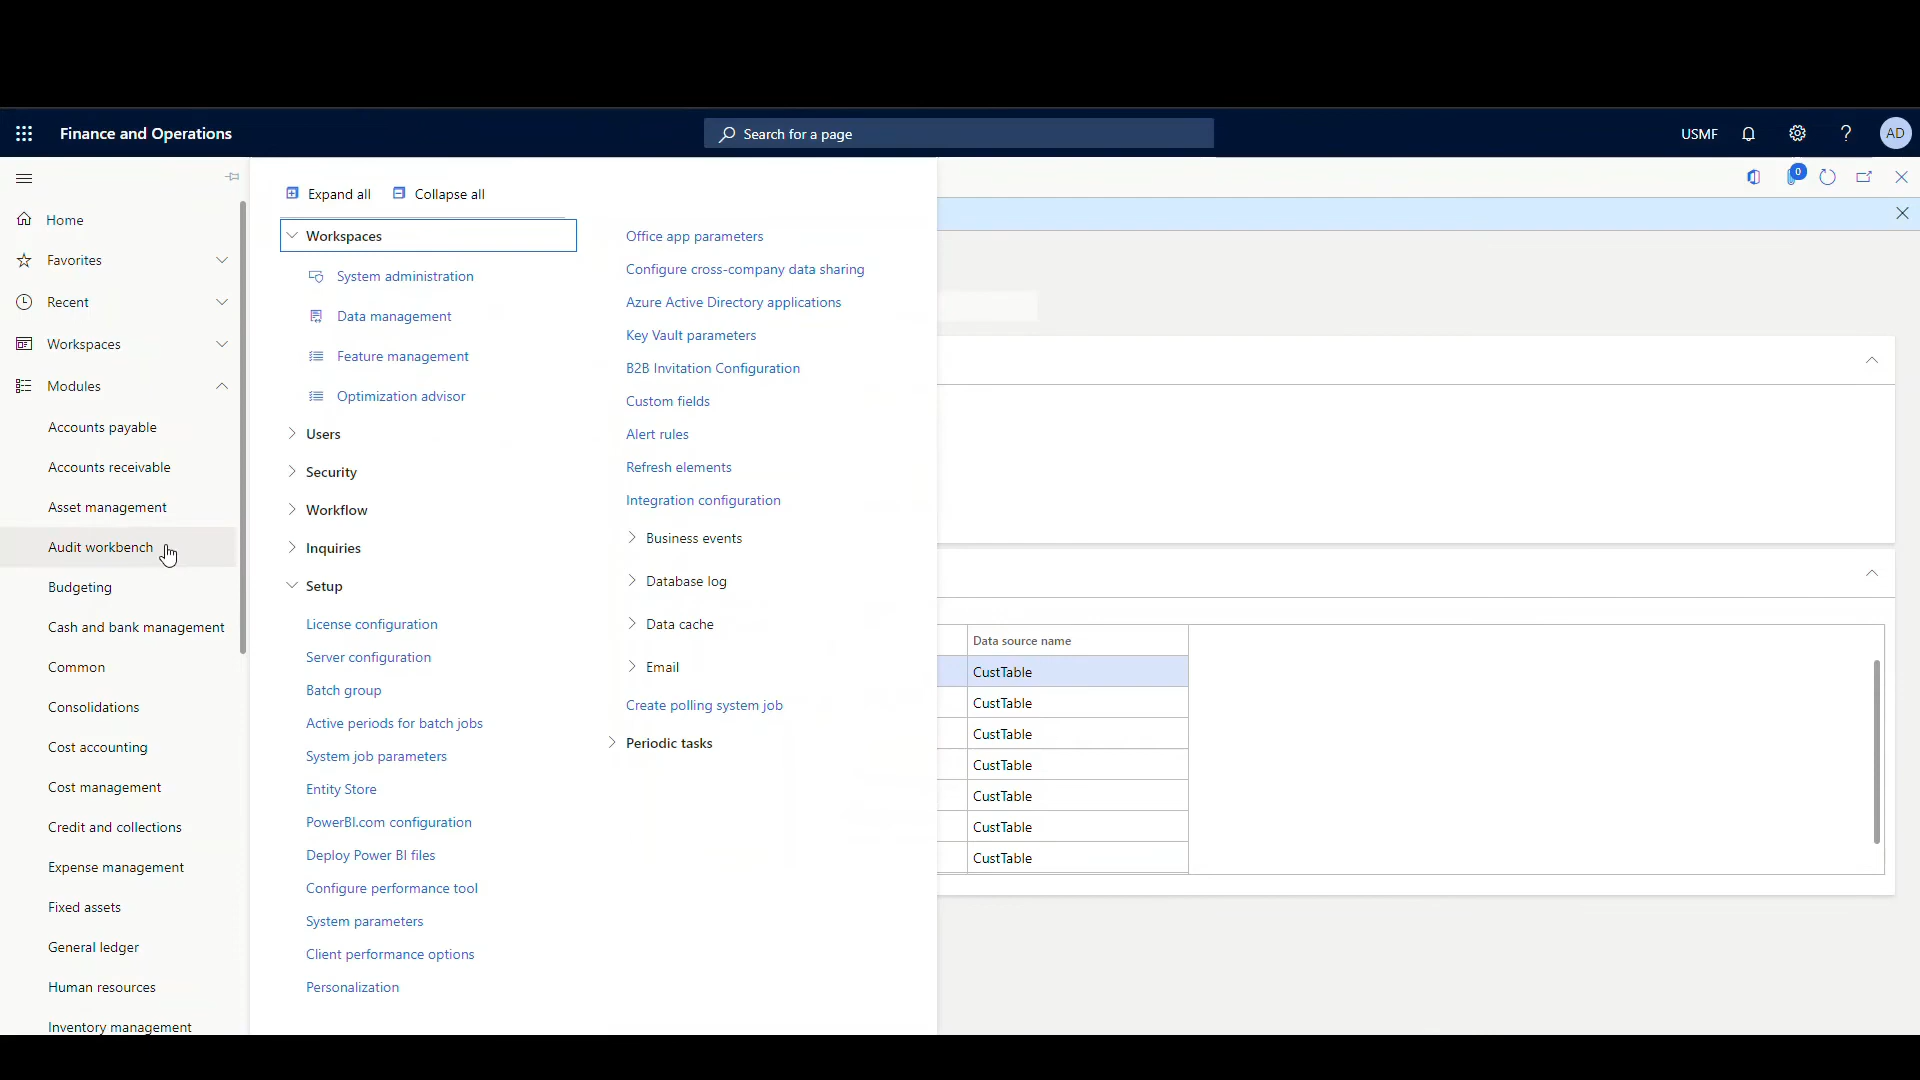 Finance and Operations
Search for a page
USMF
?
AD
0
Home
Favorites
Recent
Workspaces
Modules
Accounts payable
Accounts receivable
Asset management
Audit workbench
Budgeting
Cash and bank management
Common
Consolidations
Cost accounting
Cost management
Credit and collections
Expense management
Fixed assets
General ledger
Human resources
Inventory management
Expand all
Collapse all
Workspaces
System administration
Data management
Feature management
Optimization advisor
Users
Security
Workflow
Inquiries
Setup
License configuration
Server configuration
Batch group
Active periods for batch jobs
System job parameters
Entity Store
PowerBI.com configuration
Deploy Power BI files
Configure performance tool
System parameters
Client performance options
Personalization
Office app parameters
Configure cross-company data sharing
Azure Active Directory applications
Key Vault parameters
B2B Invitation Configuration
Custom fields
Alert rules
Refresh elements
Integration configuration
Business events
Database log
Data cache
Email
Create polling system job
Periodic tasks
Data source name
CustTable
CustTable
CustTable
CustTable
CustTable
CustTable
CustTable